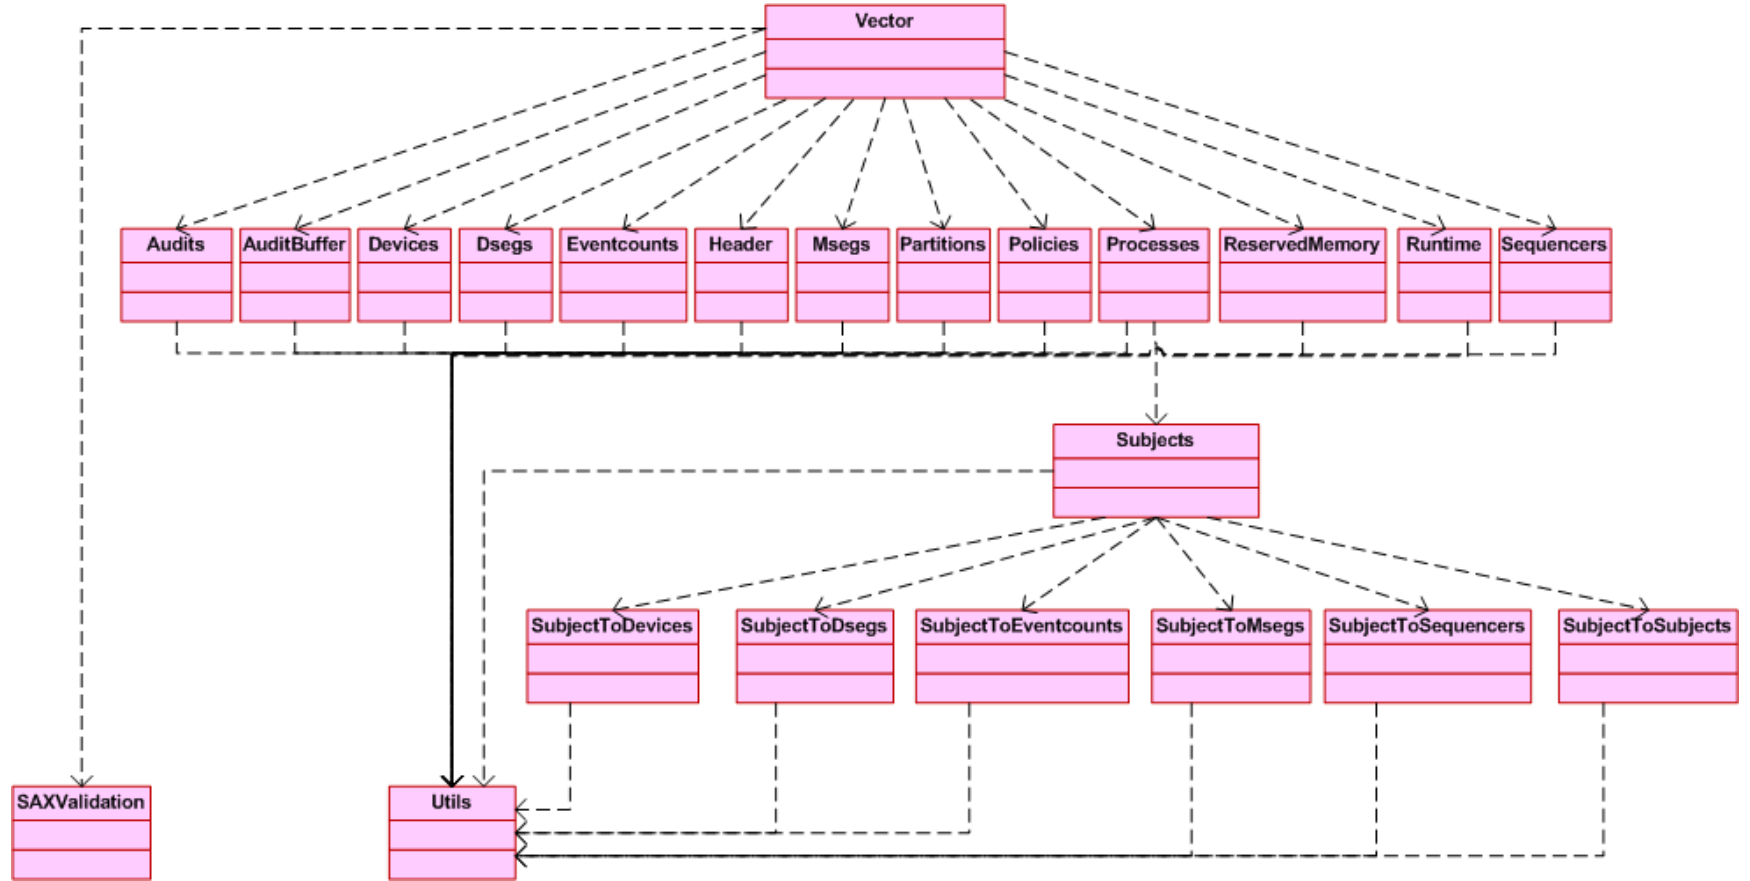 Vector
Audits
AuditBuffer
Devices
Dsegs
Eventcounts
Header
Msegs
Partitions
Policies
Processes
ReservedMemory
Runtime
Sequencers
Subjects
SubjectToDevices
SubjectToDsegs
SubjectToEventcounts
SubjectToMsegs
SubjectToSequencers
SubjectToSubjects
SAXValidation
Utils